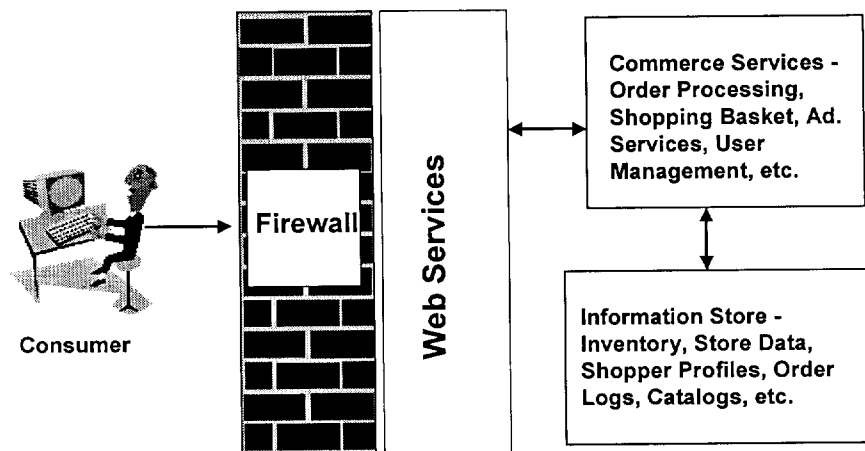 Consumer
Firewall
Web Services
Commerce Services -
Order Processing,
Shopping Basket, Ad.
Services, User
Management, etc.
Information Store -
Inventory, Store Data,
Shopper Profiles, Order
Logs, Catalogs, etc.